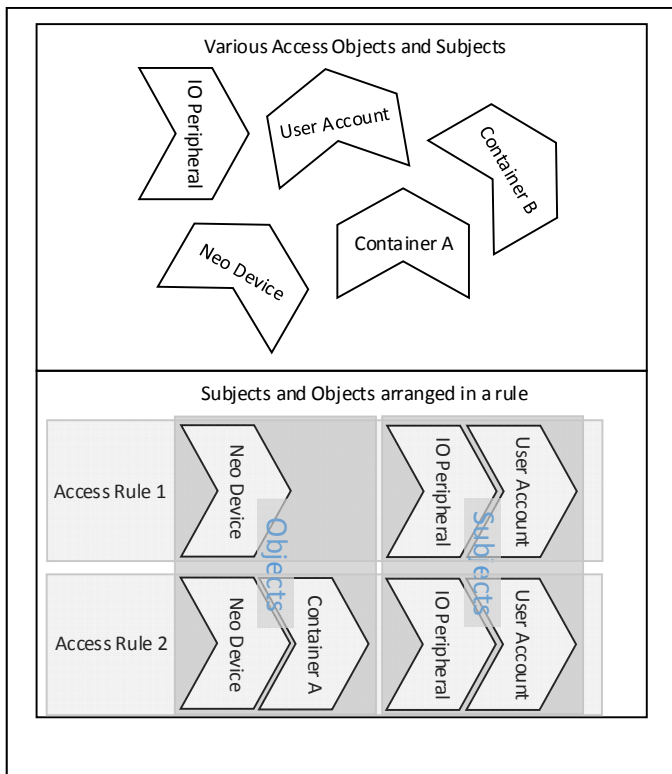 Various Access Objects and Subjects
IO Peripheral
User Account
Container B
Neo Device
Container A
Subjects and Objects arranged in a rule
Access Rule 1
Neo Device
IO Peripheral
User Account
Objects
Subjects
Access Rule 2
Neo Device
Container A
IO Peripheral
User Account